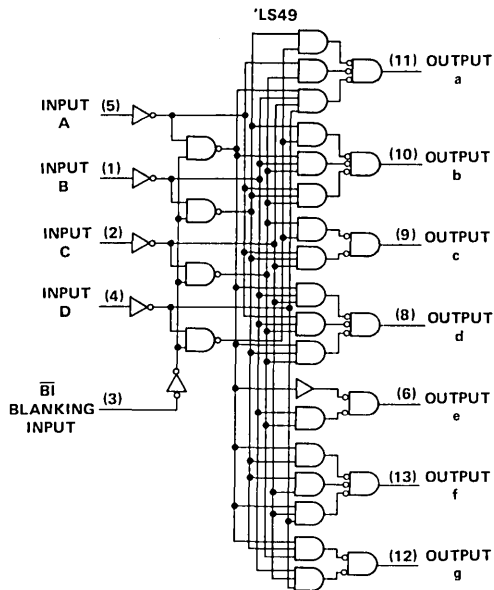 'LS49
(11) OUTPUT
a
INPUT (5)
A
(10) OUTPUT
b
INPUT (1)
B
INPUT (2)
C
(9) OUTPUT
c
INPUT (4)
D
(8) OUTPUT
d
BI (3)
BLANKING
INPUT
(6) OUTPUT
e
(13) OUTPUT
f
(12) OUTPUT
g